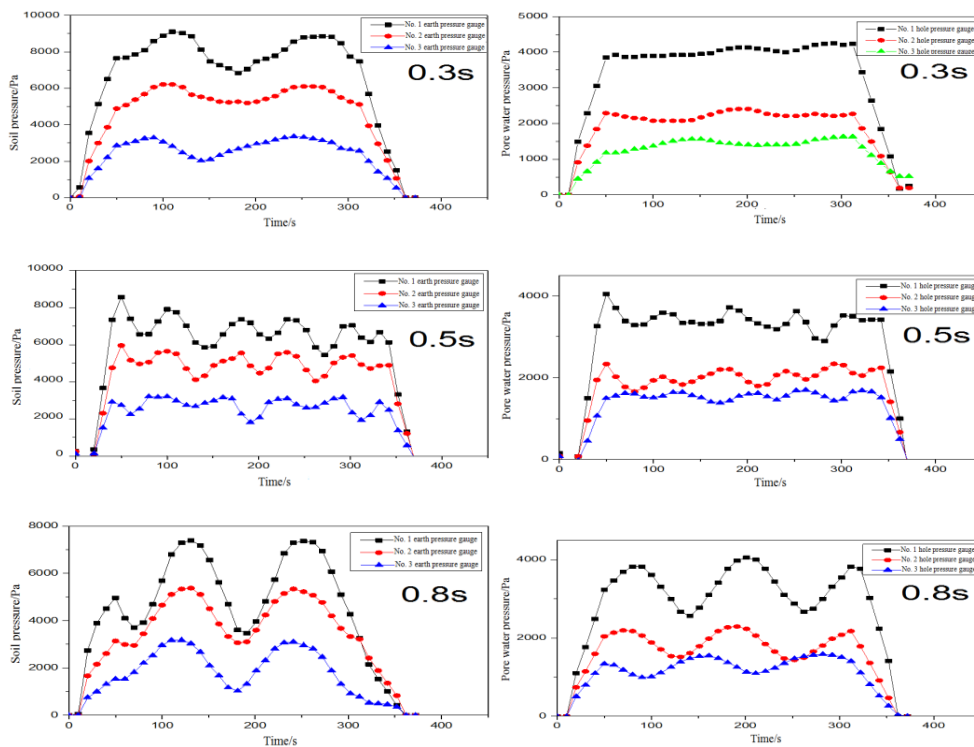 10000
8000
6000
4000
2000
0
Soil pressure/Pa
No. 1 earth pressure gauge
No. 2 earth pressure gauge
No. 3 earth pressure gauge
0.3s
0 100 200 300 400
Time/s
5000
4000
3000
2000
1000
0
Pore water pressure/Pa
No. 1 hole pressure gauge
No. 2 hole pressure gauge
No. 3 hole pressure gauze
0.3s
0 100 200 300 400
Time/s
10000
8000
6000
4000
2000
0
Soil pressure/Pa
No. 1 earth pressure gauge
No. 2 earth pressure gauge
No. 3 earth pressure gauge
0.5s
0 100 200 300 400
Time/s
4000
2000
0
Pore water pressure/Pa
No. 1 hole pressure gauge
No. 2 hole pressure gauge
No. 3 hole pressure gauge
0.5s
0 100 200 300 400
Time/s
8000
6000
4000
2000
0
Soil pressure/Pa
No. 1 earth pressure gauge
No. 2 earth pressure gauge
No. 3 earth pressure gauge
0.8s
0 100 200 300 400
Time/s
4000
2000
0
Pore water pressure/Pa
No. 1 hole pressure gauge
No. 2 hole pressure gauge
No. 3 hole pressure gauge
0.8s
0 100 200 300 400
Time/s